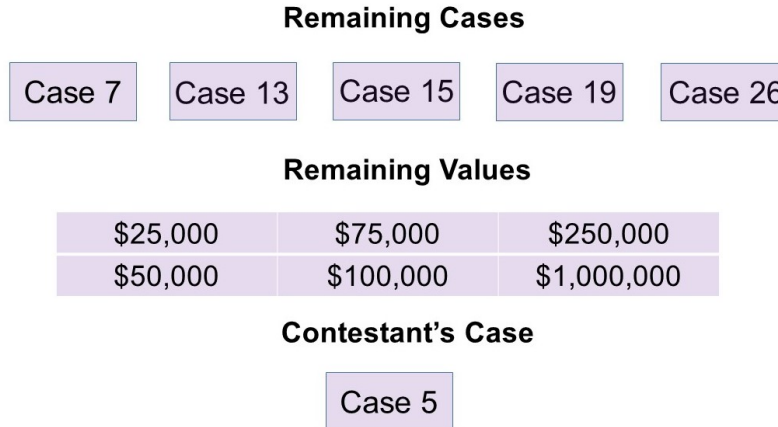 Remaining Cases
Case 7 Case 13 Case 15 Case 19 Case 26
Remaining Values
$25,000 $75,000 $250,000
$50,000 $100,000 $1,000,000
Contestant’s Case
Case 5